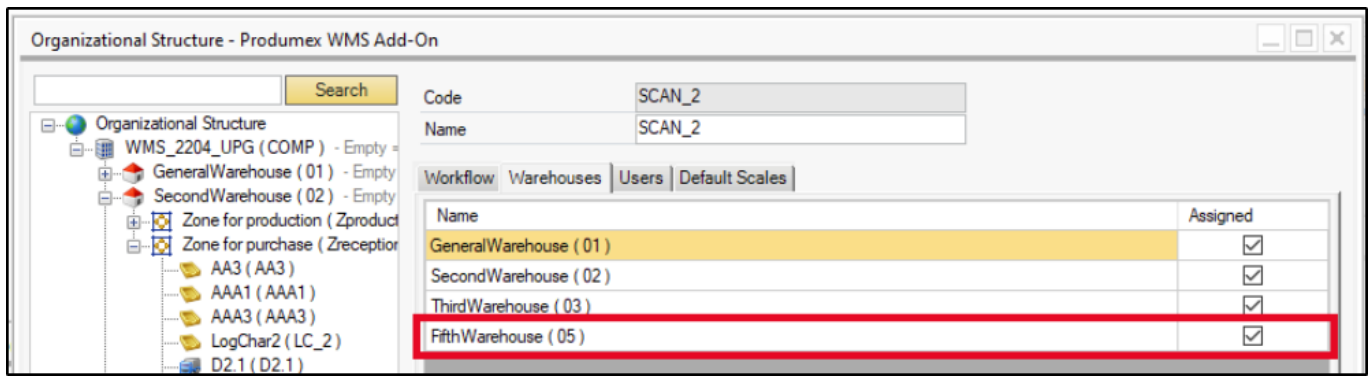 Organizational Structure - Produmex WMS Add-On
Search
Organizational Structure
WMS_2204_UPG ( COMP ) - Empty =
GeneralWarehouse ( 01 ) - Empty
SecondWarehouse ( 02 ) - Empty
Zone for production ( Zproduct
Zone for purchase ( Zreception
AA3 ( AA3 )
AAA1 ( AAA1 )
AAA3 ( AAA3 )
LogChar2 ( LC_2 )
D2.1 ( D2.1 )
Code SCAN_2
Name SCAN_2
Workflow Warehouses Users Default Scales
Name Assigned
GeneralWarehouse ( 01 )
SecondWarehouse ( 02 )
ThirdWarehouse ( 03 )
FifthWarehouse ( 05 )